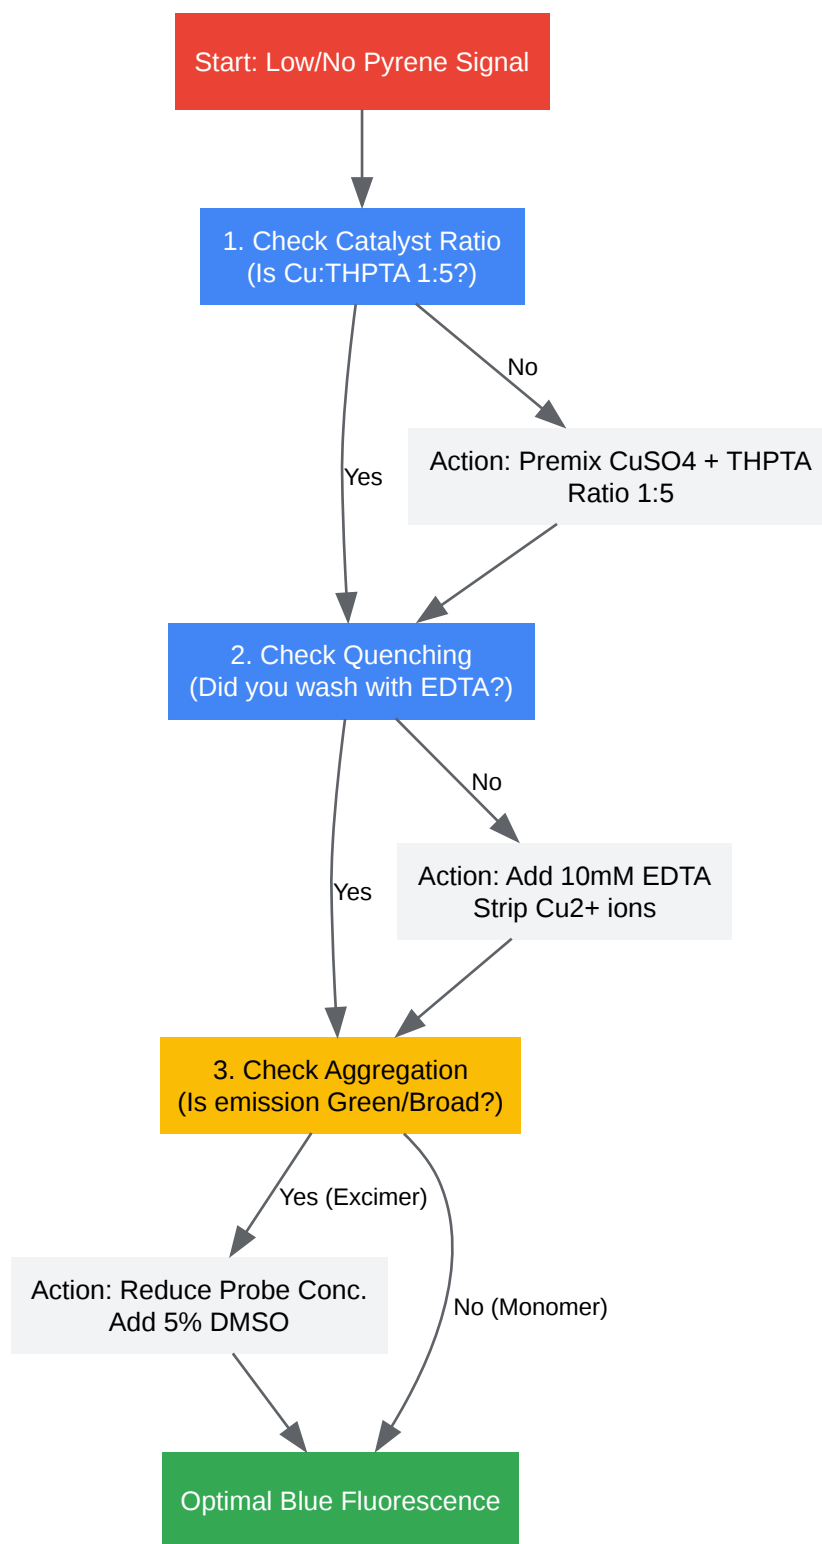 Start: Low/No Pyrene Signal
1. Check Catalyst Ratio
(Is Cu:THPTA 1:5?)
No
Action: Premix CuSO4 + THPTA
Ratio 1:5
Yes
2. Check Quenching
(Did you wash with EDTA?)
No
Action: Add 10mM EDTA
Strip Cu2+ ions
Yes
3. Check Aggregation
(Is emission Green/Broad?)
Yes (Excimer)
Action: Reduce Probe Conc.
Add 5% DMSO
No (Monomer)
Optimal Blue Fluorescence